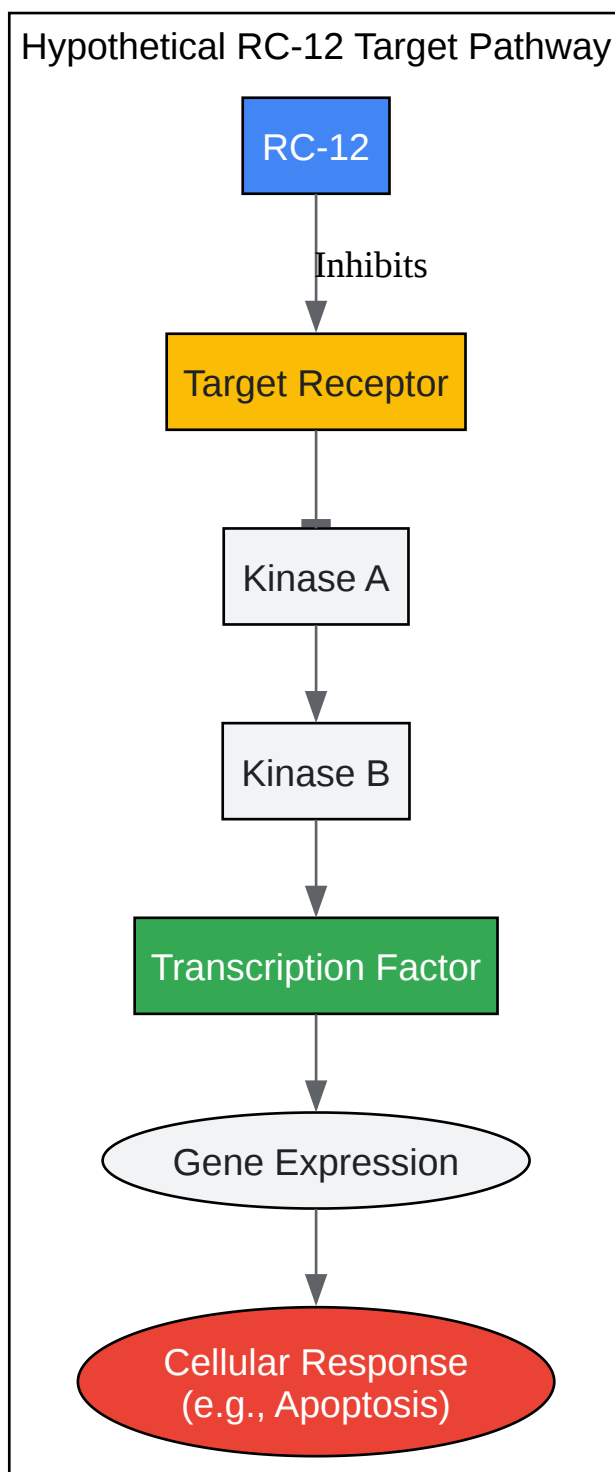 Hypothetical RC-12 Target Pathway
RC-12
Inhibits
Target Receptor
Kinase A
Kinase B
Transcription Factor
Gene Expression
Cellular Response
(e.g., Apoptosis)